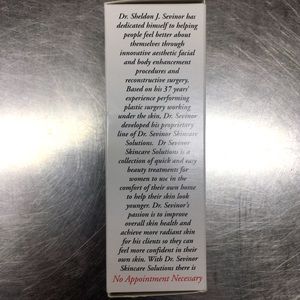 Dr. Sheldon J. Sevinor has
dedicated himself to helping
people feel better about
themselves through
innovative aesthetic facial
and body enhancement
procedures and
reconstructive surgery.
Based on his 37 years'
experience performing
plastic surgery working
under the skin, Dr. Sevinor
developed his proprietary
line of Dr. Sevinor Skincare
Solutions. Dr Sevinor
Skincare Solutions is a
collection of quick and easy
beauty treatments for
women to use in the
comfort of their own home
to help their skin look
younger. Dr. Sevinor's
passion is to improve
overall skin health and
achieve more radiant skin
for his clients so they can
feel more confident in their
own skin. With Dr. Sevinor
Skincare Solutions there is
No Appointment Necessary